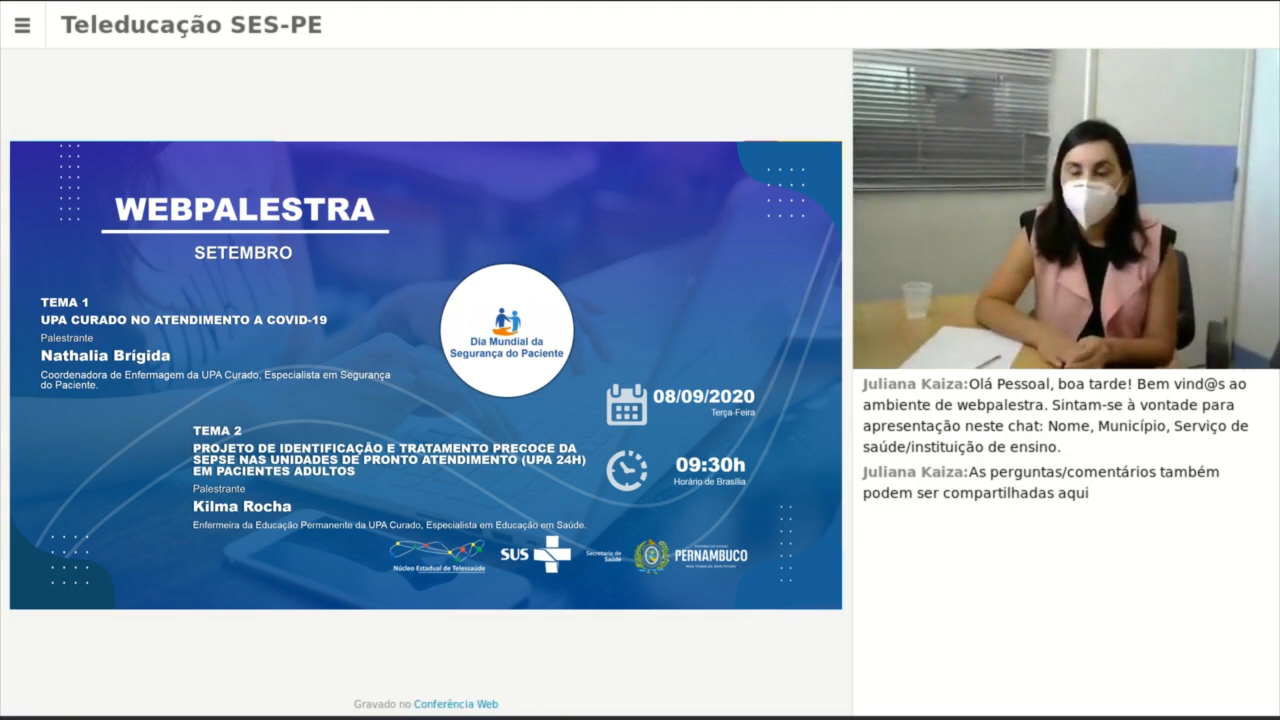 Teleducação SES-PE
WEBPALESTRA
SETEMBRO
TEMA 1
UPA CURADO NO ATENDIMENTO A COVID-19
Palestrante
Nathalia Brígida
Coordenadora de Enfermagem da UPA Curado, Especialista em Segurança
do Paciente.
Dia Mundial da
Segurança do Paciente
08/09/2020
Terça-Feira
09:30h
Horário de Brasília
TEMA 2
PROJETO DE IDENTIFICAÇÃO E TRATAMENTO PRECOCE DA
SEPSE NAS UNIDADES DE PRONTO ATENDIMENTO (UPA 24H)
EM PACIENTES ADULTOS
Palestrante
Kilma Rocha
Enfermeira da Educação Permanente da UPA Curado, Especialista em Educação em Saúde.
Núcleo Estadual de Telessaúde
SUS
Secretaria de
Saúde
PERNAMBUCO
Juliana Kaiza:Olá Pessoal, boa tarde! Bem vind@s ao
ambiente de webpalestra. Sintam-se à vontade para
apresentação neste chat: Nome, Município, Serviço de
saúde/instituição de ensino.
Juliana Kaiza:As perguntas/comentários também
podem ser compartilhadas aqui
Gravado no Conferência Web